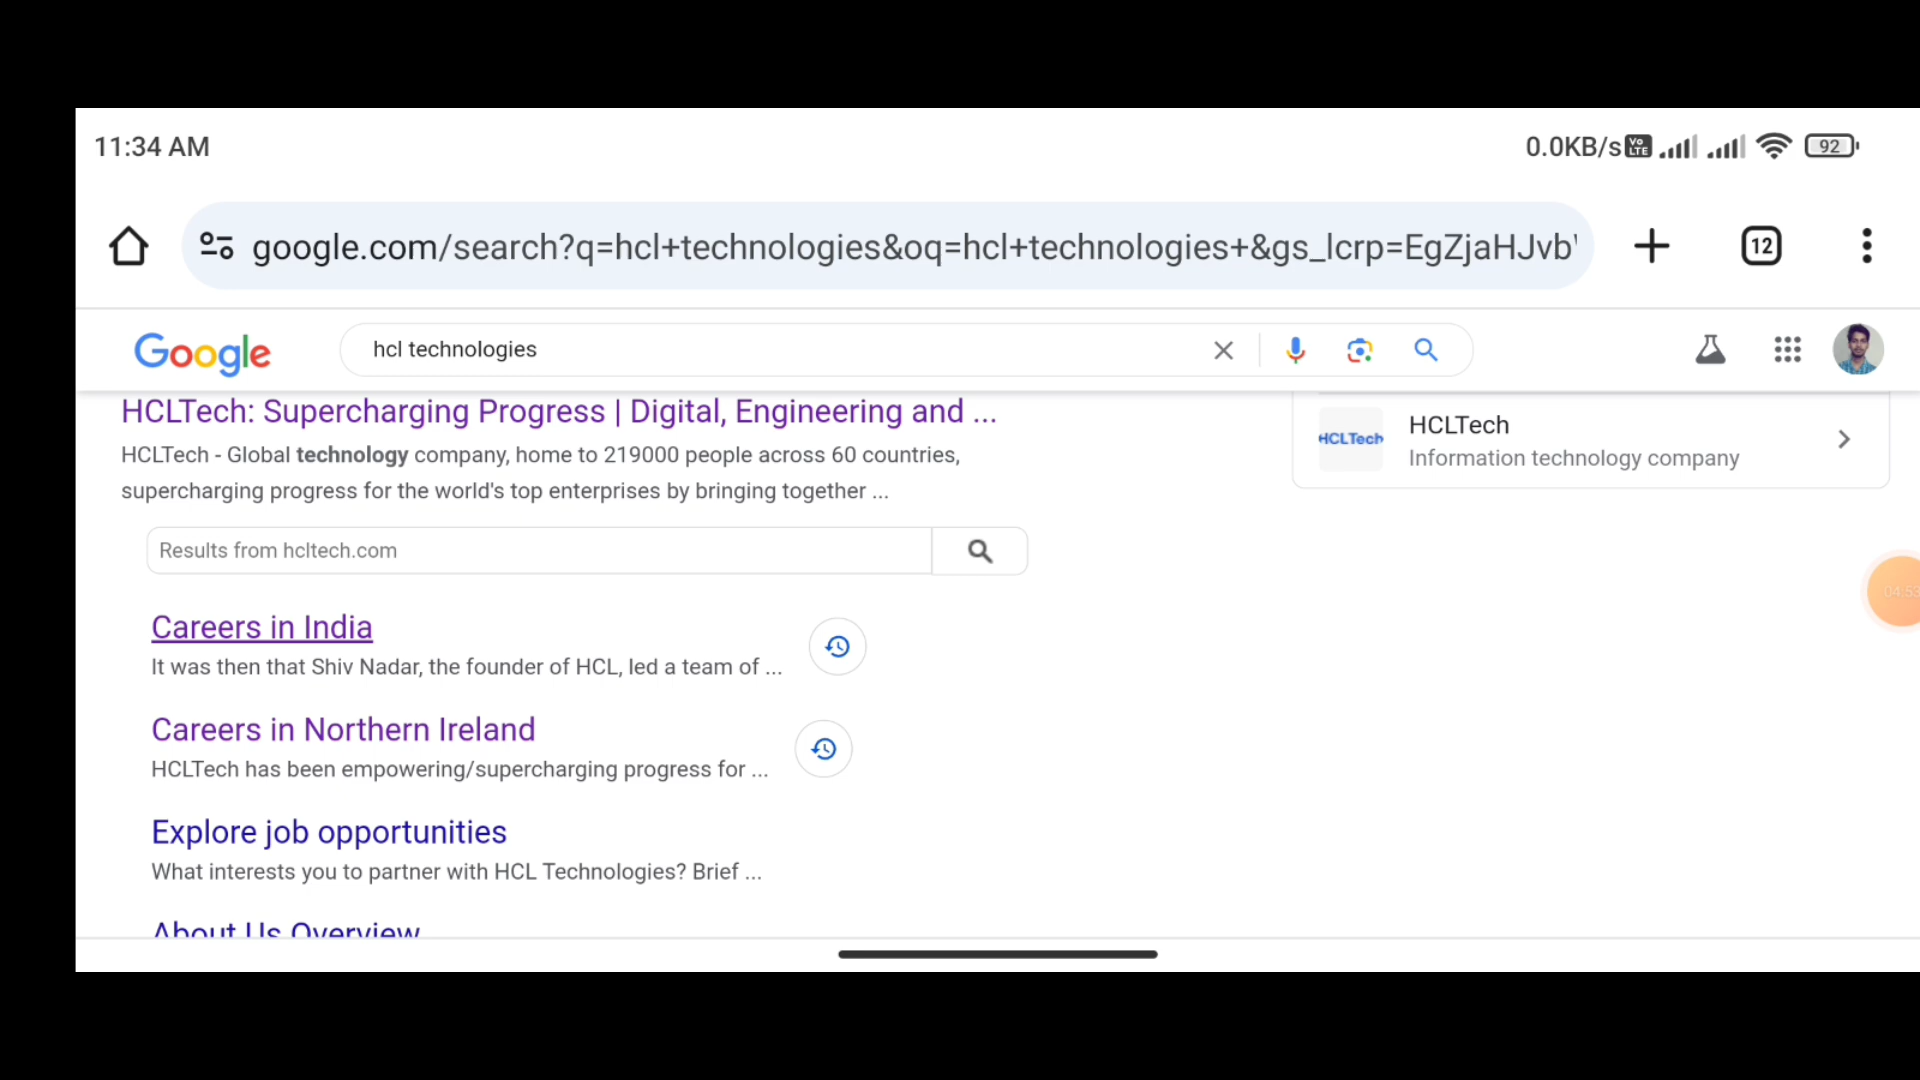 11:34 AM
0.0KB/s Vo LTE 92
google.com/search?q=hcl+technologies&oq=hcl+technologies+&gs_lcrp=EgZjaHJvb
12
Google
hcl technologies
HCLTech: Supercharging Progress | Digital, Engineering and ...
HCLTech - Global technology company, home to 219000 people across 60 countries,
supercharging progress for the world's top enterprises by bringing together ...
HCLTech
HCLTech
Information technology company
Results from hcltech.com
04:53
Careers in India
It was then that Shiv Nadar, the founder of HCL, led a team of ...
Careers in Northern Ireland
HCLTech has been empowering/supercharging progress for ...
Explore job opportunities
What interests you to partner with HCL Technologies? Brief ...
About Us Overview